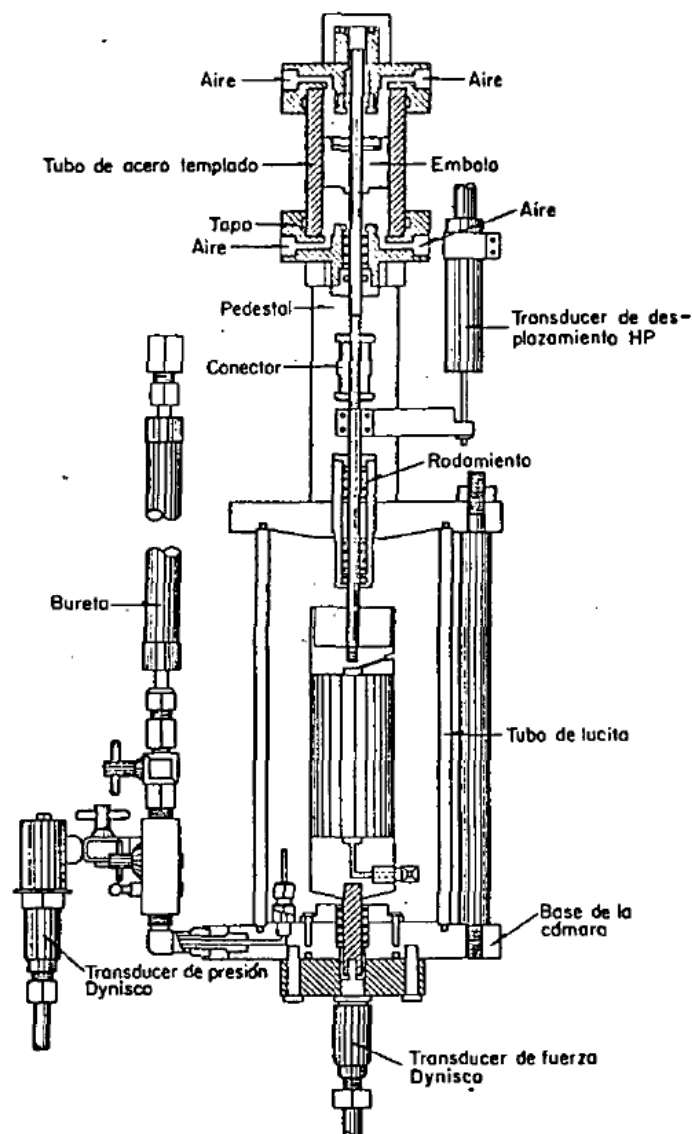 Aire
Aire
Tubo de acero templado
Embolo
Tapa
Aire
Aire
Aire
Pedestal
Transducer de des-
plazamiento HP
Conector
Rodamiento
Bureta
Tubo de lucita
Base de la
cámara
Transducer de presión
Dynisco
Transducer de fuerza
Dynisco